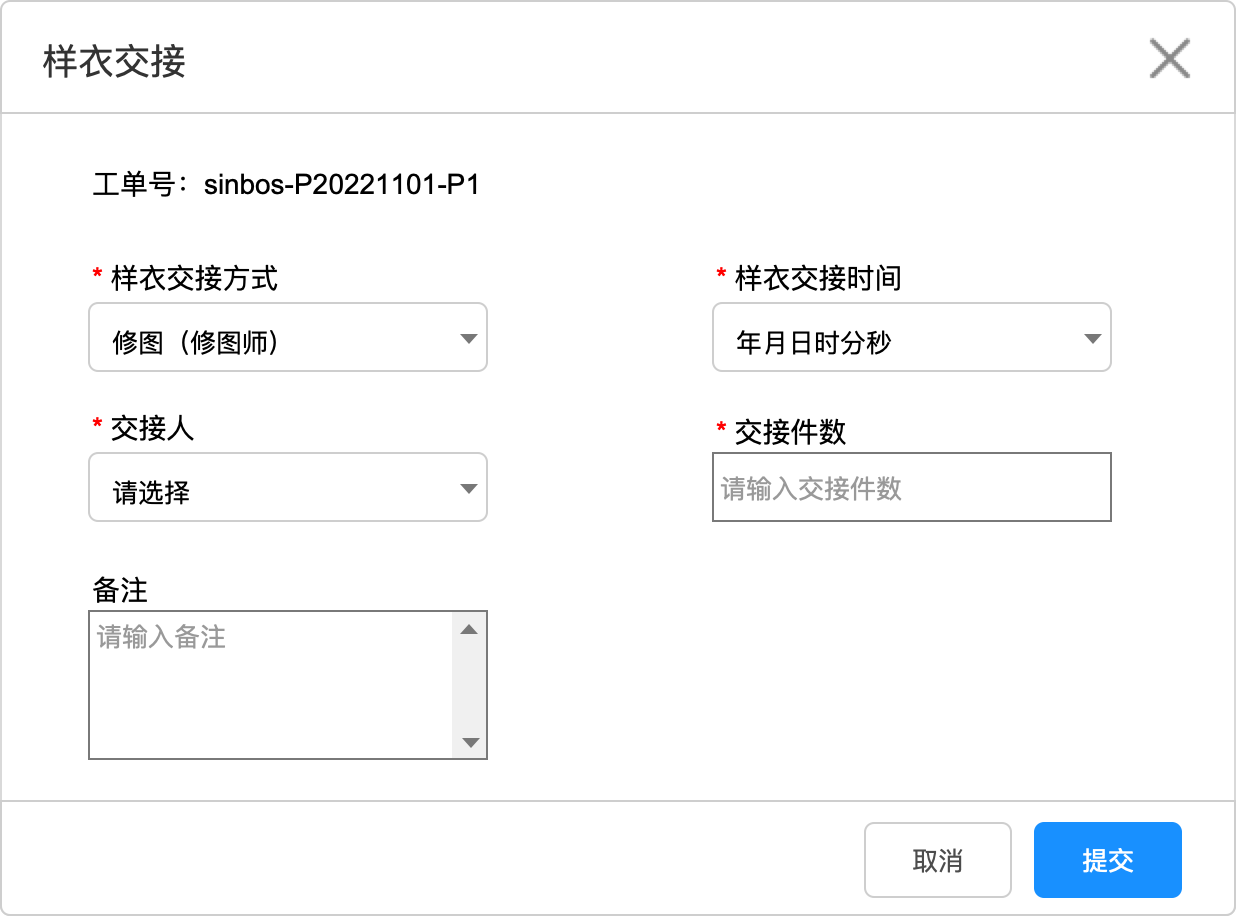 样衣交接
工单号：sinbos-P20221101-P1
* 样衣交接方式
* 样衣交接时间
修图（修图师）
年月日时分秒
* 交接人
* 交接件数
请选择
请输入交接件数
备注
请输入备注
取消
提交